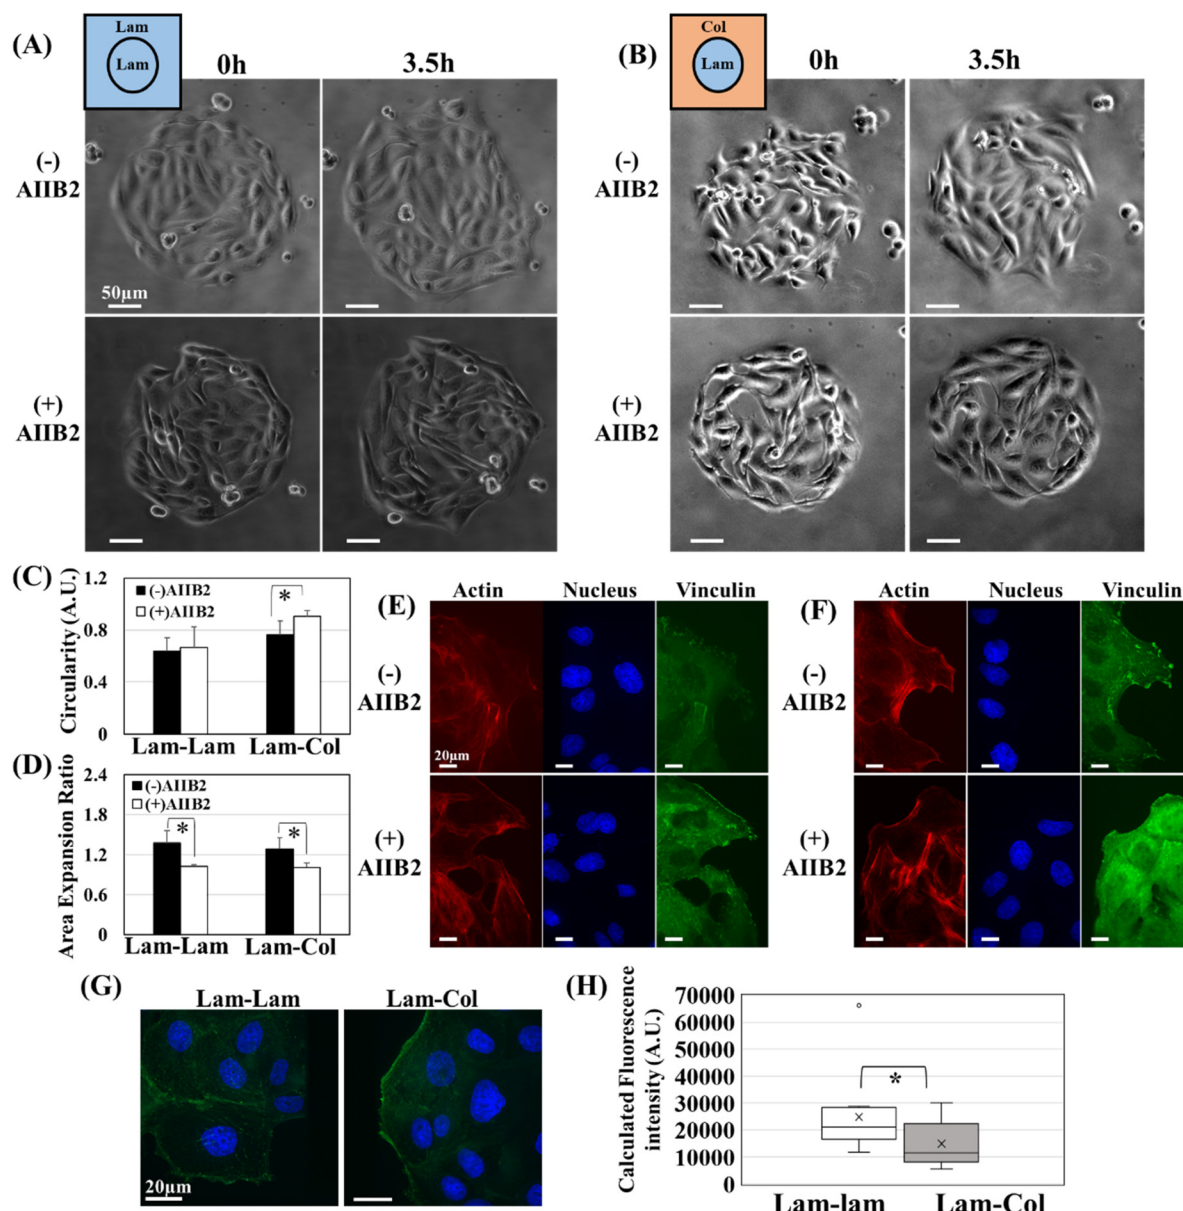 (A)
Lam
Lam
0h
3.5h
(-)
AIIB2
50µm
(+)
AIIB2
(B)
Col
Lam
0h
3.5h
(-)
AIIB2
(+)
AIIB2
(C)
Circularity (A.U.)
1.2
0.8
0.4
0
(-)AIIB2
(+)AIIB2
*
Lam-Lam
Lam-Col
(D)
Area Expansion Ratio
2.4
1.8
1.2
0.6
0
(-)AIIB2
(+)AIIB2
*
*
Lam-Lam
Lam-Col
(E)
Actin
Nucleus
Vinculin
(-)
AIIB2
20µm
(+)
AIIB2
(F)
Actin
Nucleus
Vinculin
(-)
AIIB2
(+)
AIIB2
(G)
Lam-Lam
Lam-Col
20µm
(H)
Calculated Fluorescence
intensity (A.U.)
70000
60000
50000
40000
30000
20000
10000
0
*
Lam-lam
Lam-Col